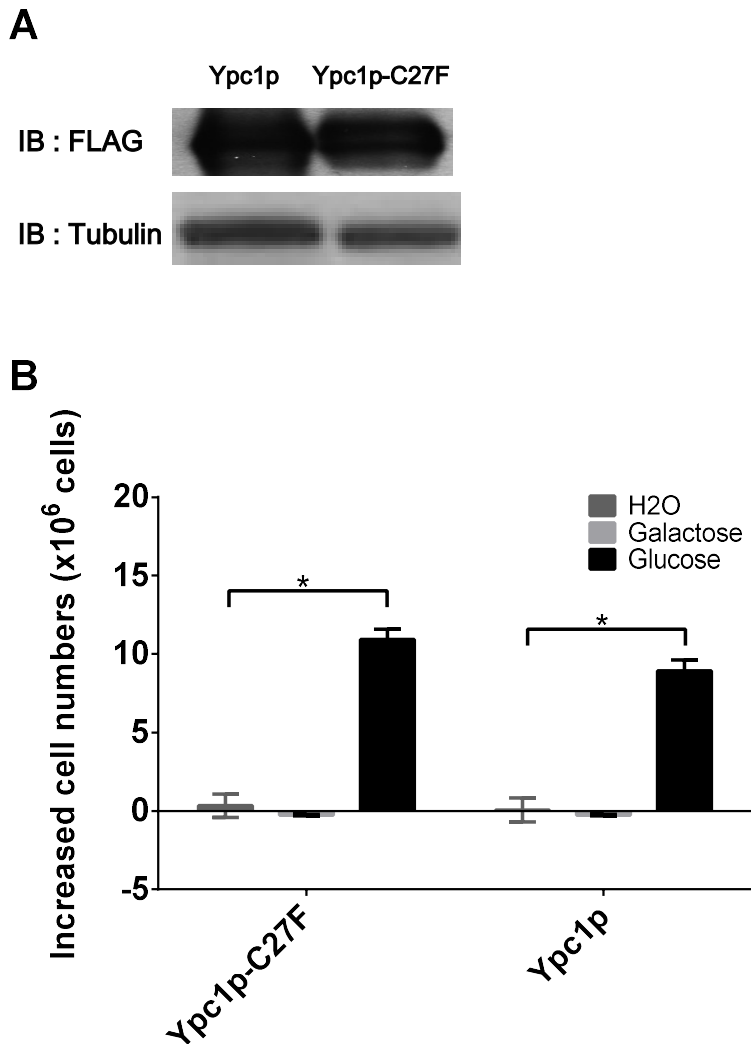 A
Ypc1p Ypc1p-C27F
IB : FLAG
IB : Tubulin
B
Increased cell numbers (x10⁶ cells)
20
15
10
5
0
-5
H2O
Galactose
Glucose
*
*
Ypc1p-C27F
Ypc1p